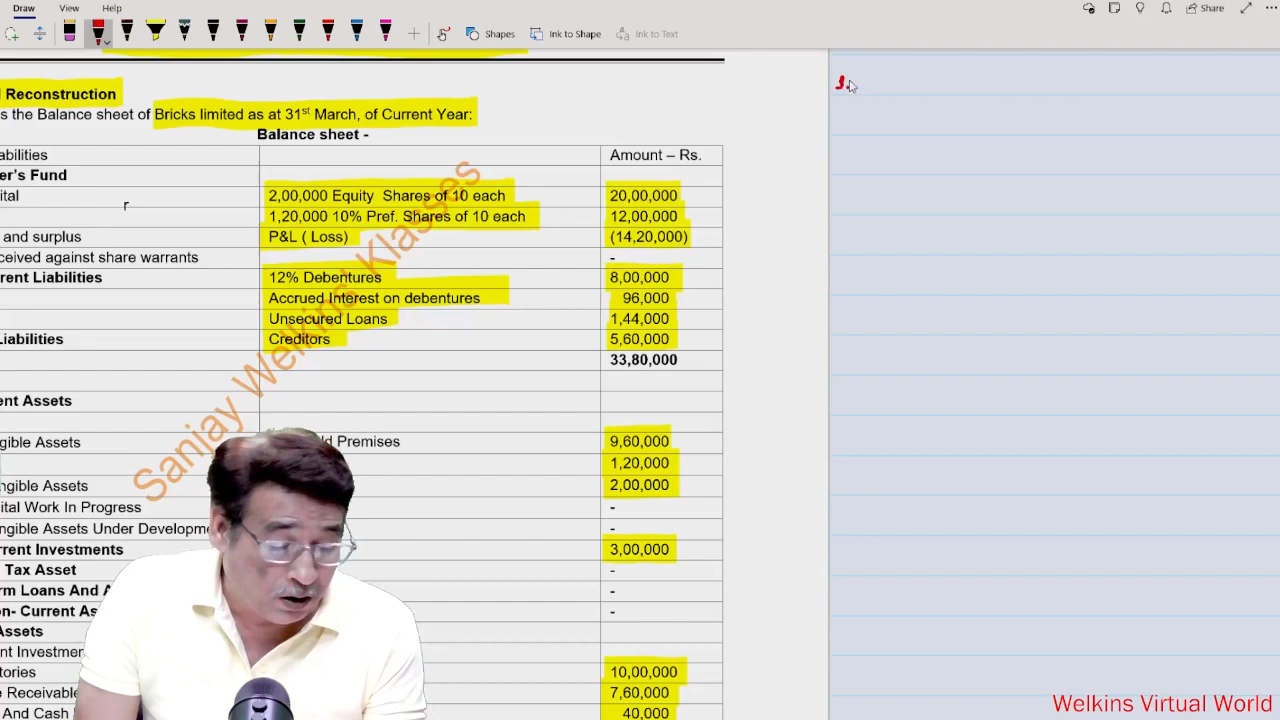 Draw View Help
Share
Shapes Ink to Shape Ink to Text
l Reconstruction
s the Balance sheet of Bricks limited as at 31st March, of Current Year:
Balance sheet -
abilities Amount – Rs.
er's Fund
ital 2,00,000 Equity Shares of 10 each 20,00,000
r 1,20,000 10% Pref. Shares of 10 each 12,00,000
and surplus P&L ( Loss) (14,20,000)
ceived against share warrants -
rent Liabilities 12% Debentures 8,00,000
Accrued Interest on debentures 96,000
Unsecured Loans 1,44,000
Liabilities Creditors 5,60,000
33,80,000
ent Assets
gible Assets d Premises 9,60,000
1,20,000
ngible Assets 2,00,000
ital Work In Progress -
ngible Assets Under Developme -
rrent Investments 3,00,000
Tax Asset -
rm Loans And A -
on- Current As -
Assets
ent Investmen
tories 10,00,000
e Receivable 7,60,000
And Cash 40,000
Sanjay Welkins' Klasses
Welkins Virtual World